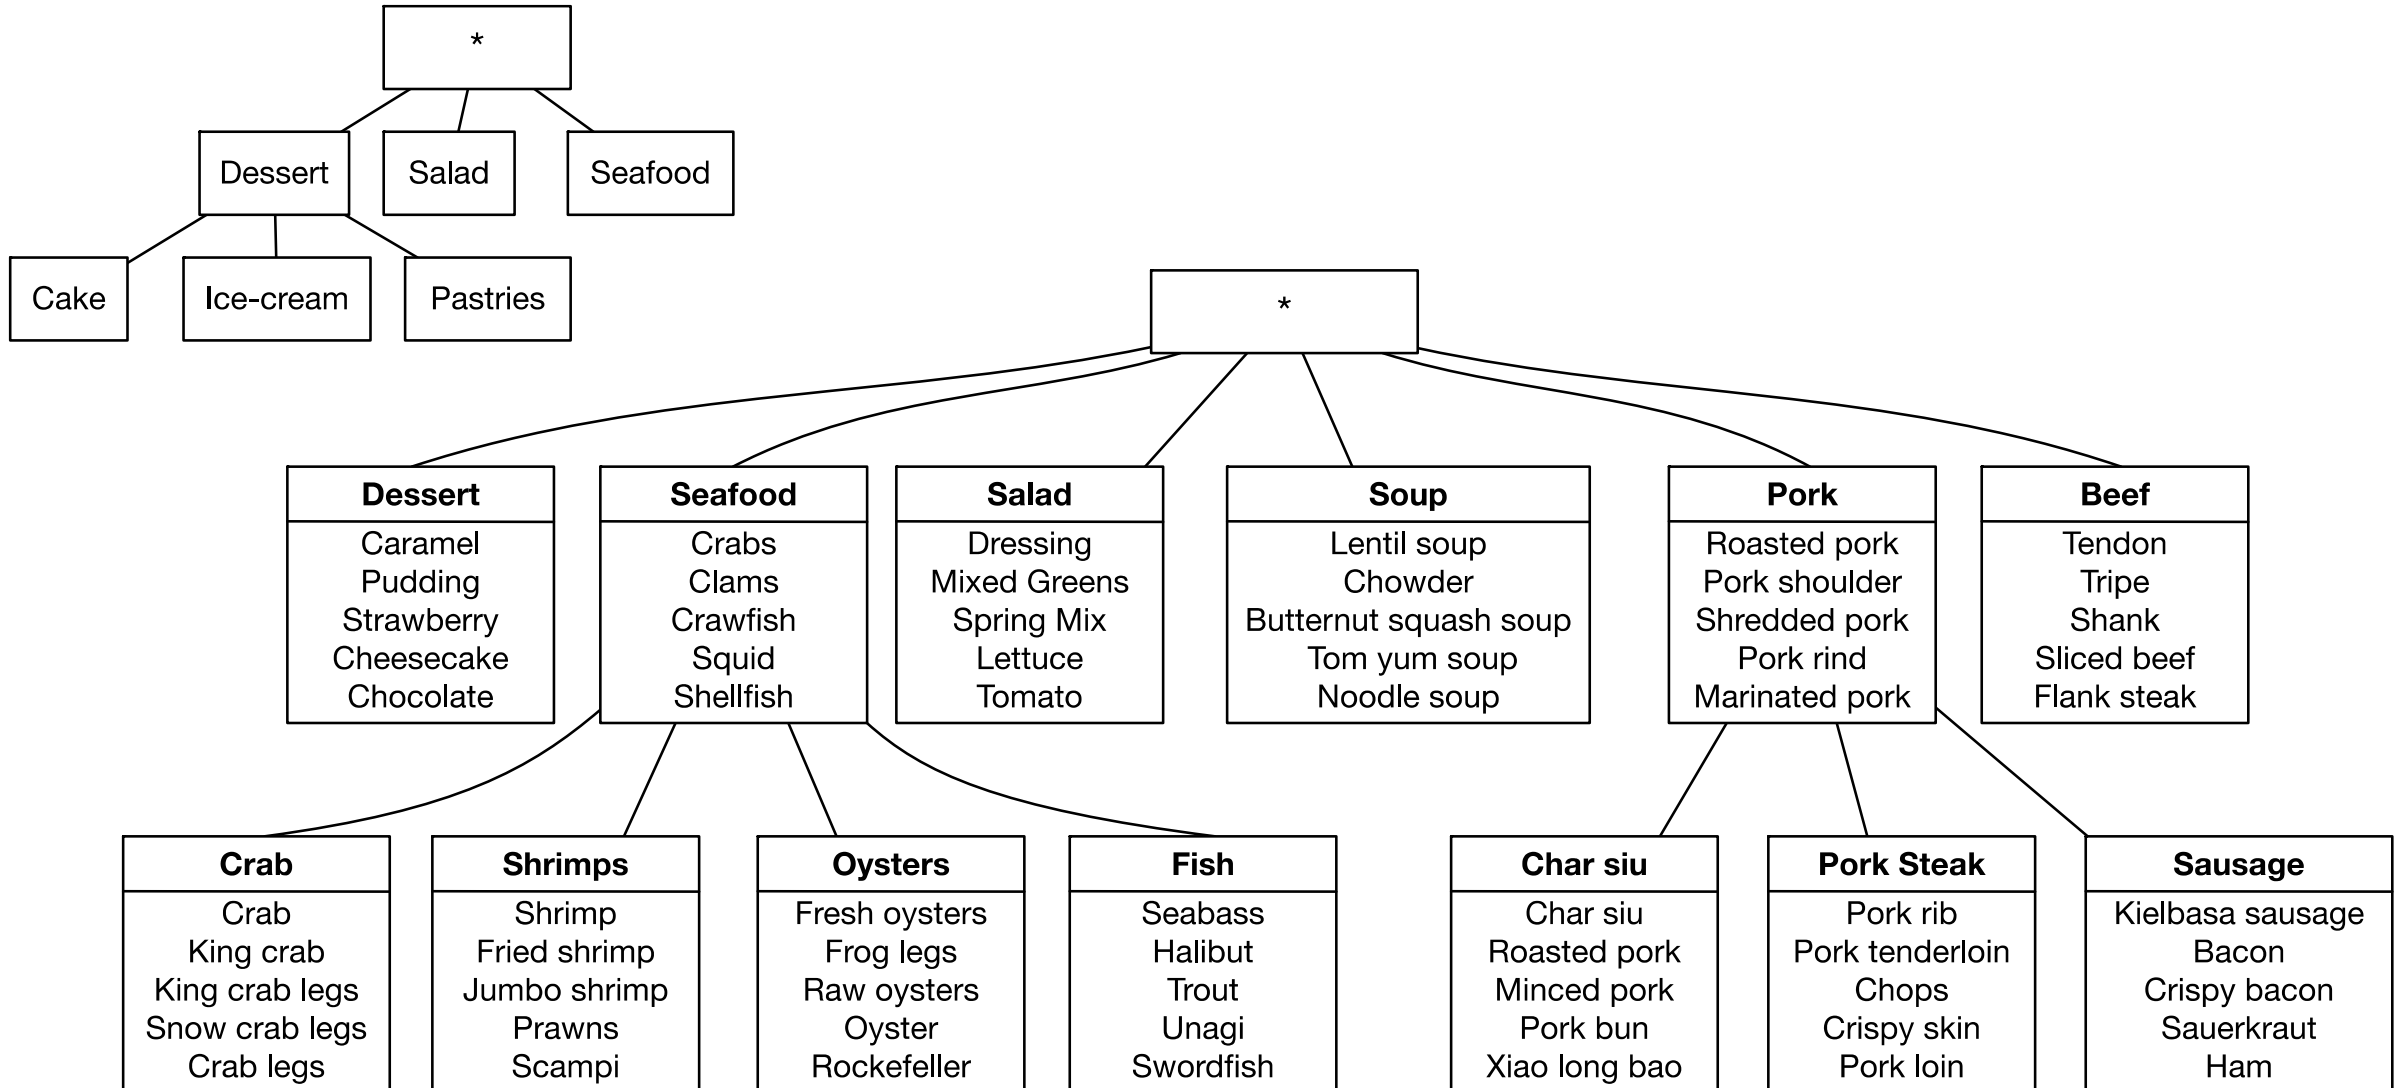 *
Dessert
Salad
Seafood
Cake
Ice-cream
Pastries
*
Dessert
Caramel
Pudding
Strawberry
Cheesecake
Chocolate
Seafood
Crabs
Clams
Crawfish
Squid
Shellfish
Salad
Dressing
Mixed Greens
Spring Mix
Lettuce
Tomato
Soup
Lentil soup
Chowder
Butternut squash soup
Tom yum soup
Noodle soup
Pork
Roasted pork
Pork shoulder
Shredded pork
Pork rind
Marinated pork
Beef
Tendon
Tripe
Shank
Sliced beef
Flank steak
Crab
Crab
King crab
King crab legs
Snow crab legs
Crab legs
Shrimps
Shrimp
Fried shrimp
Jumbo shrimp
Prawns
Scampi
Oysters
Fresh oysters
Frog legs
Raw oysters
Oyster
Rockefeller
Fish
Seabass
Halibut
Trout
Unagi
Swordfish
Char siu
Char siu
Roasted pork
Minced pork
Pork bun
Xiao long bao
Pork Steak
Pork rib
Pork tenderloin
Chops
Crispy skin
Pork loin
Sausage
Kielbasa sausage
Bacon
Crispy bacon
Sauerkraut
Ham